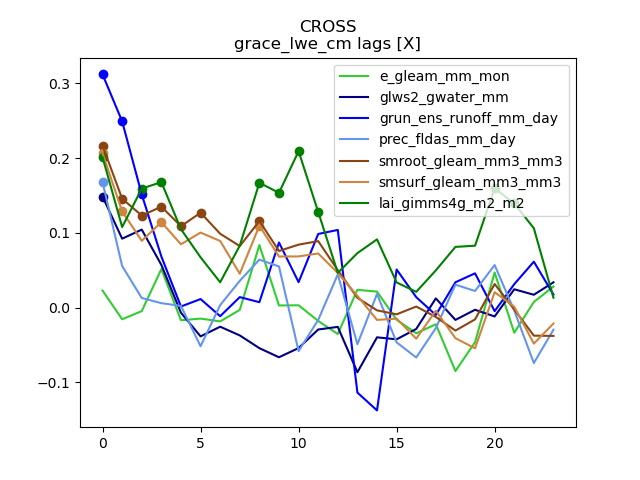 CROSS
grace_lwe_cm lags [X]
e_gleam_mm_mon
glws2_gwater_mm
grun_ens_runoff_mm_day
prec_fldas_mm_day
smroot_gleam_mm3_mm3
smsurf_gleam_mm3_mm3
lai_gimms4g_m2_m2
0.3
0.2
0.1
0.0
−0.1
0 5 10 15 20